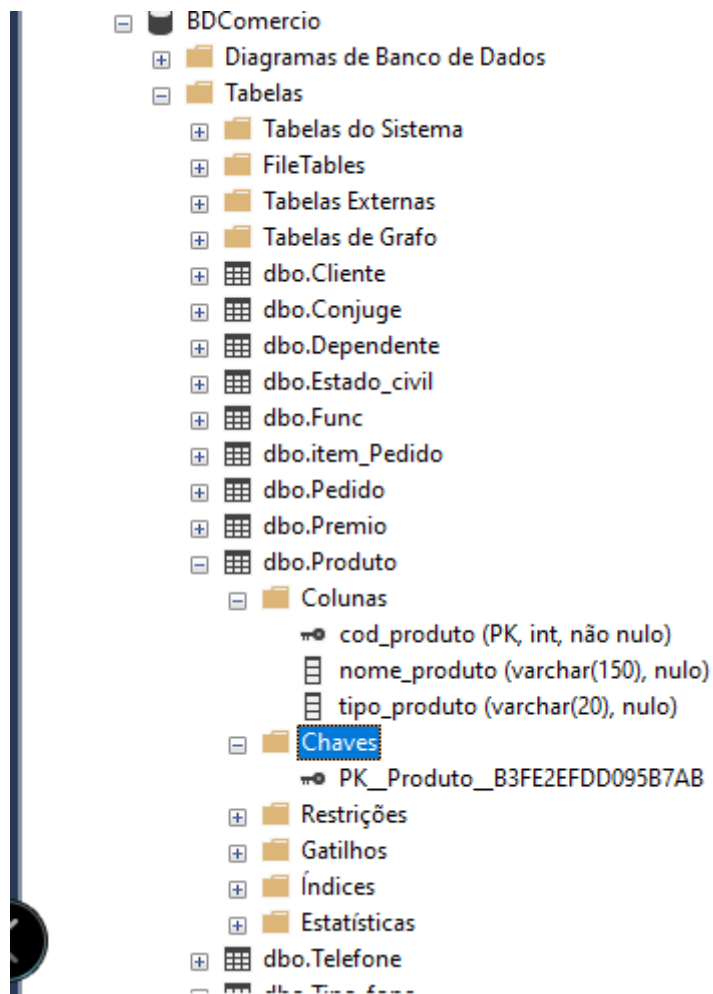 BDComercio
Diagramas de Banco de Dados
Tabelas
Tabelas do Sistema
FileTables
Tabelas Externas
Tabelas de Grafo
dbo.Cliente
dbo.Conjuge
dbo.Dependente
dbo.Estado_civil
dbo.Func
dbo.item_Pedido
dbo.Pedido
dbo.Premio
dbo.Produto
Colunas
cod_produto (PK, int, não nulo)
nome_produto (varchar(150), nulo)
tipo_produto (varchar(20), nulo)
Chaves
PK__Produto__B3FE2EFDD095B7AB
Restrições
Gatilhos
Índices
Estatísticas
dbo.Telefone